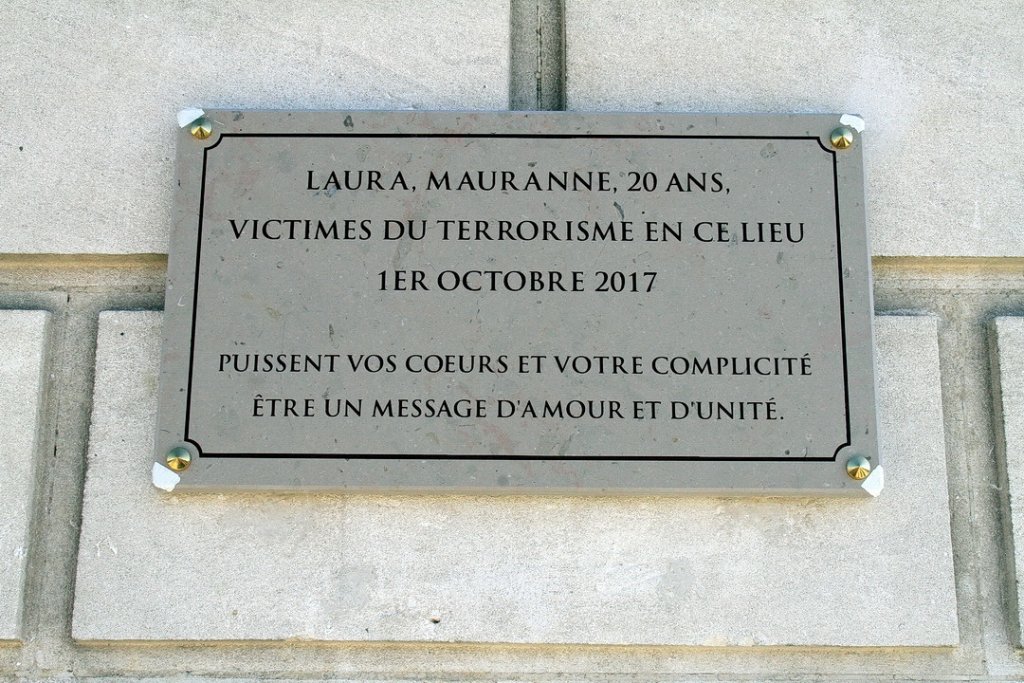 LAURA, MAURANNE, 20 ANS,
VICTIMES DU TERRORISME EN CE LIEU
1ER OCTOBRE 2017
PUISSENT VOS COEURS ET VOTRE COMPLICITÉ
ÊTRE UN MESSAGE D'AMOUR ET D'UNITÉ.